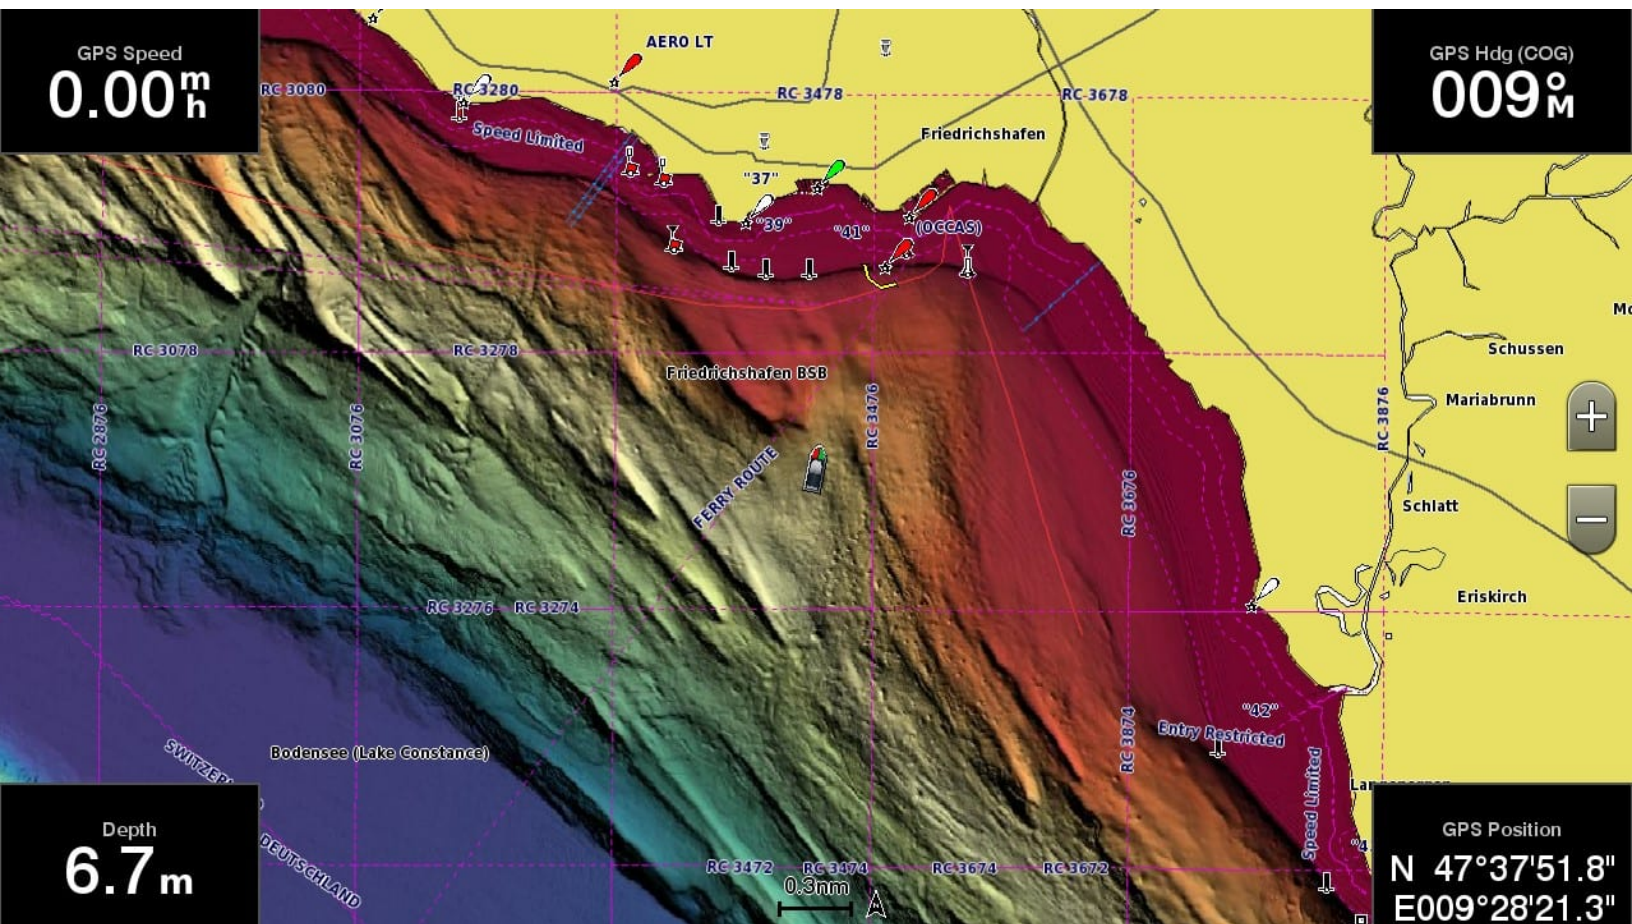 GPS Speed
0.00 m/h
AERO LT
GPS Hdg (COG)
009° M
RC 3080
RC 3280
RC 3478
RC 3678
Speed Limited
Friedrichshafen
"37"
"39"
"41"
(OCCAS)
RC 3078
RC 3278
Schussen
Friedrichshafen BSB
Mariabrunn
RC 2876
RC 3076
RC 3476
RC 3876
FERRY ROUTE
RC 3676
Schlatt
Eriskirch
RC 3276
RC 3274
"42"
Entry Restricted
RC 3874
Bodensee (Lake Constance)
Speed Limited
DEUTSCHLAND
Depth
6.7 m
RC 3472
RC 3474
RC 3674
RC 3672
0.3nm
GPS Position
N 47°37'51.8"
E009°28'21.3"